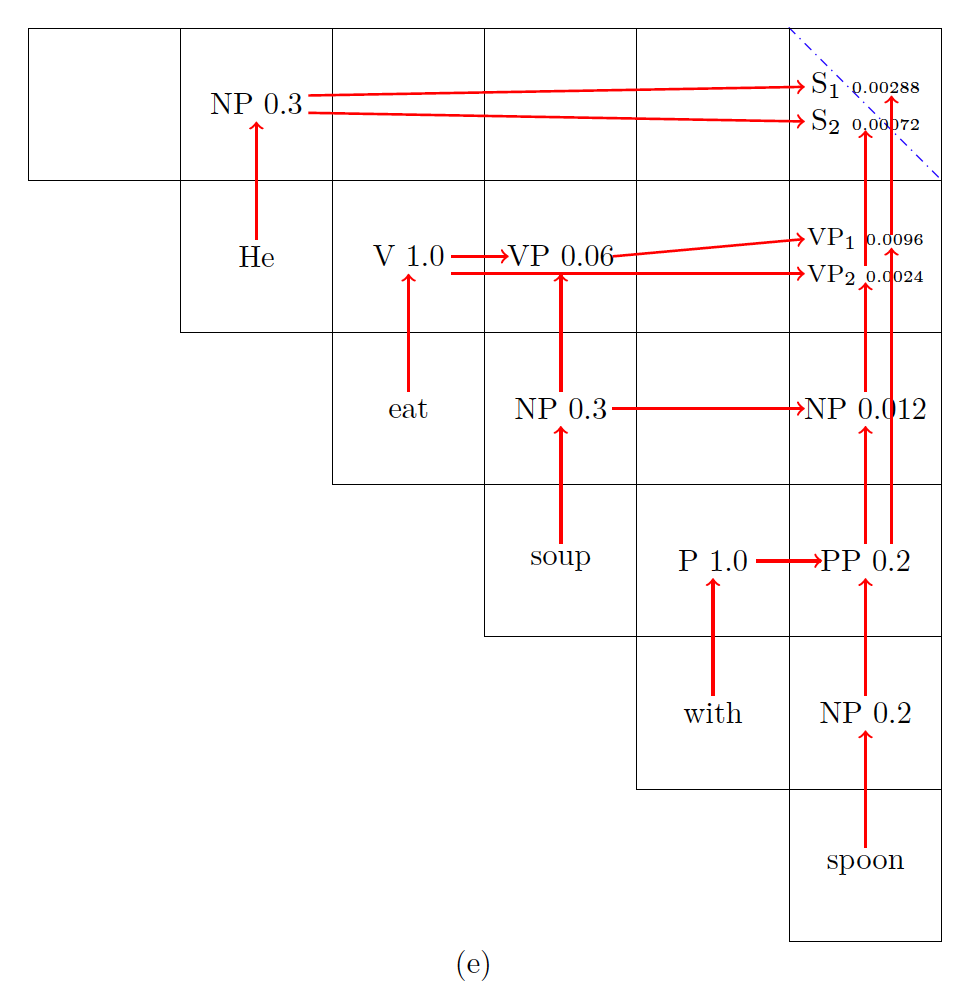 NP 0.3
S1 0.00288
S2 0.00072
He
V 1.0
VP 0.06
VP1 0.0096
VP2 0.0024
eat
NP 0.3
NP 0.012
soup
P 1.0
PP 0.2
with
NP 0.2
spoon
(e)